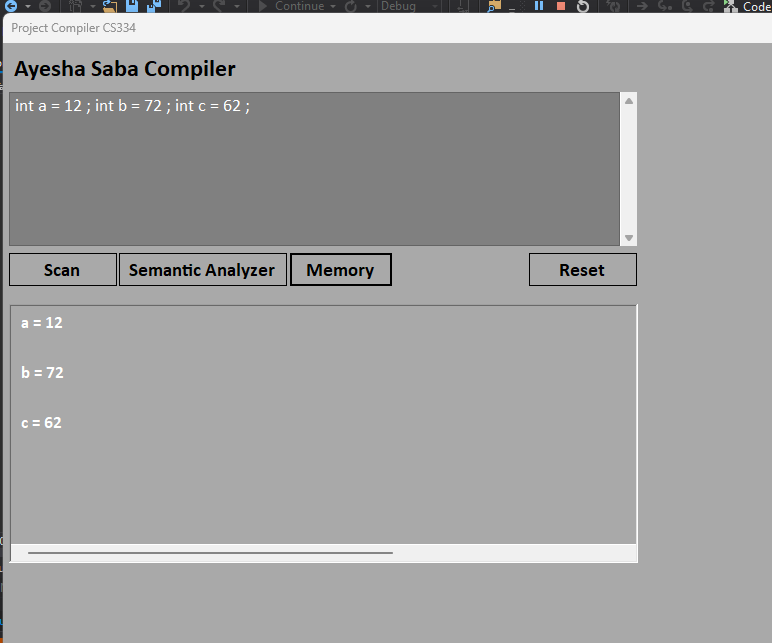 Continue Debug Code
Project Compiler CS334
Ayesha Saba Compiler
int a = 12 ; int b = 72 ; int c = 62 ;
Scan Semantic Analyzer Memory Reset
a = 12
b = 72
c = 62